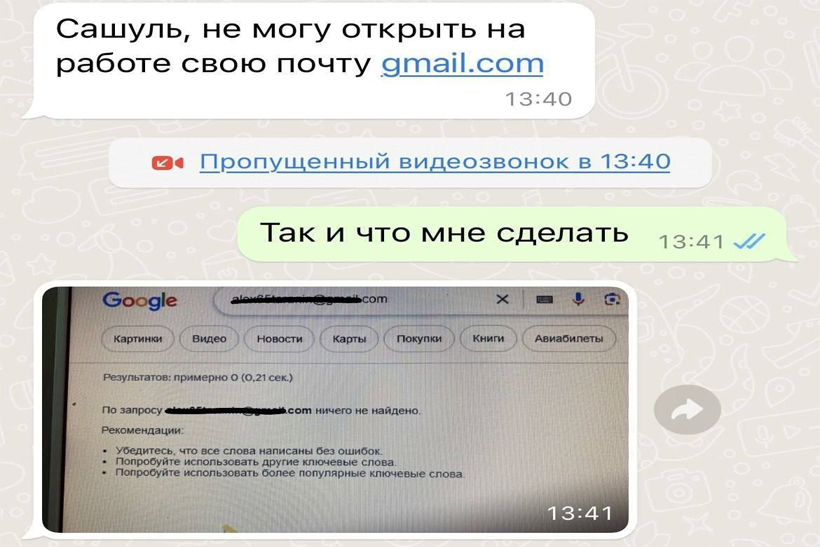 Сашуль, не могу открыть на
работе свою почту gmail.com
13:40
Пропущенный видеозвонок в 13:40
Так и что мне сделать 13:41
Google
.com
Картинки Видео Новости Карты Покупки Книги Авиабилеты
Результатов: примерно 0 (0,21 сек.)
По запросу .com ничего не найдено.
Рекомендации:
• Убедитесь, что все слова написаны без ошибок.
• Попробуйте использовать другие ключевые слова.
• Попробуйте использовать более популярные ключевые слова.
13:41